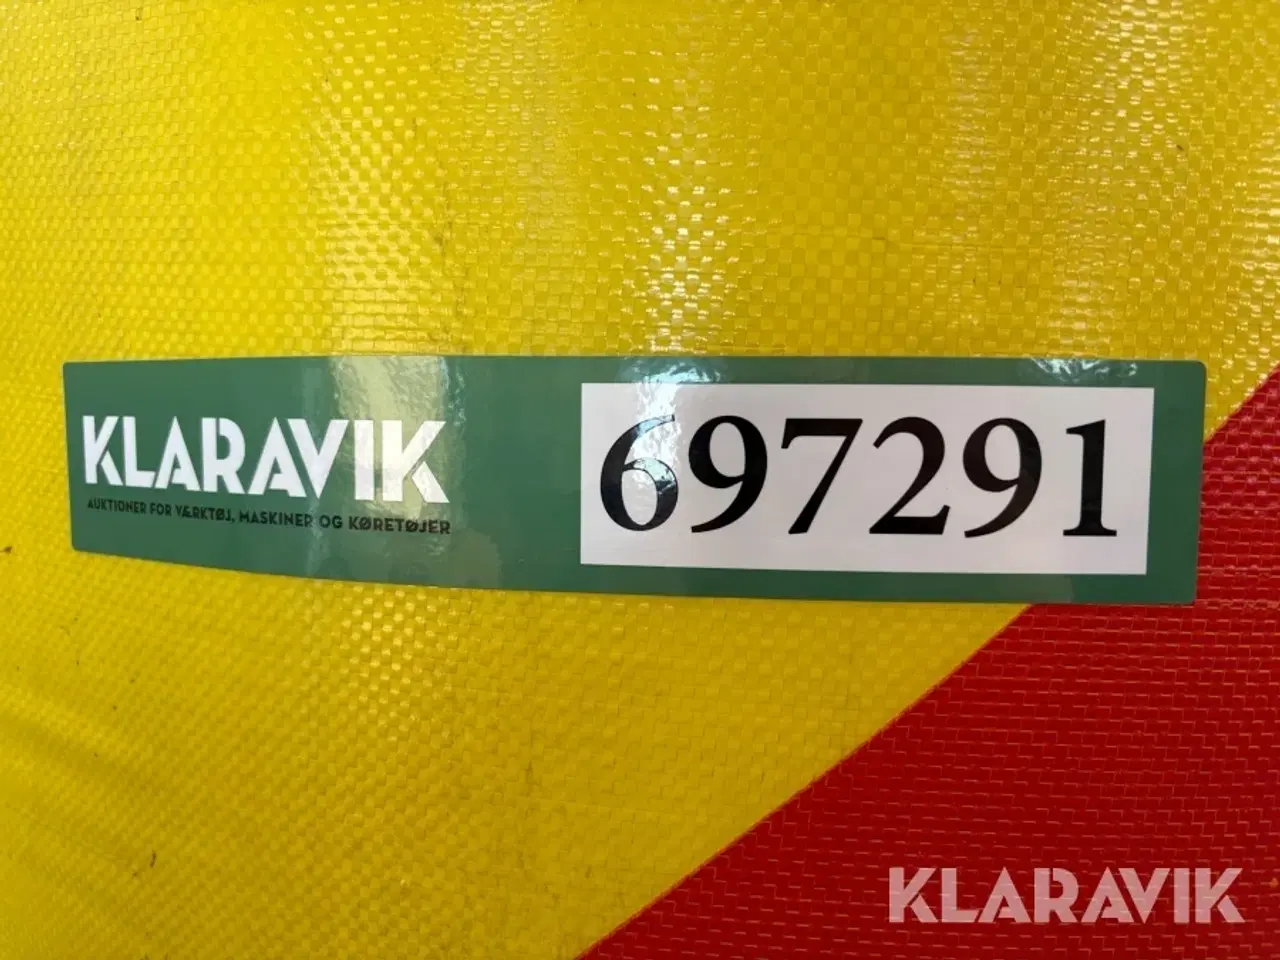 KLARAVIK
AUKTIONER FOR VÆRKTØJ, MASKINER OG KØRETØJER
697291
KLARAVIK